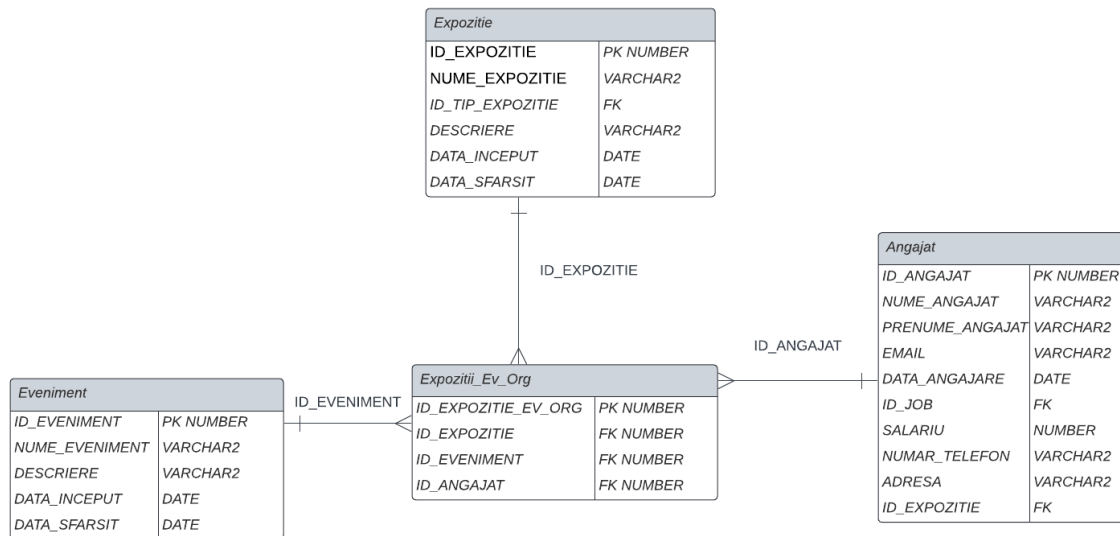 Expozitie
ID_EXPOZITIE PK NUMBER
NUME_EXPOZITIE VARCHAR2
ID_TIP_EXPOZITIE FK
DESCRIERE VARCHAR2
DATA_INCEPUT DATE
DATA_SFARSIT DATE
ID_EXPOZITIE
Angajat
ID_ANGAJAT PK NUMBER
NUME_ANGAJAT VARCHAR2
PRENUME_ANGAJAT VARCHAR2
EMAIL VARCHAR2
DATA_ANGAJARE DATE
ID_JOB FK
SALARIU NUMBER
NUMAR_TELEFON VARCHAR2
ADRESA VARCHAR2
ID_EXPOZITIE FK
ID_ANGAJAT
Expozitii_Ev_Org
ID_EXPOZITIE_EV_ORG PK NUMBER
ID_EXPOZITIE FK NUMBER
ID_EVENIMENT FK NUMBER
ID_ANGAJAT FK NUMBER
ID_EVENIMENT
Eveniment
ID_EVENIMENT PK NUMBER
NUME_EVENIMENT VARCHAR2
DESCRIERE VARCHAR2
DATA_INCEPUT DATE
DATA_SFARSIT DATE